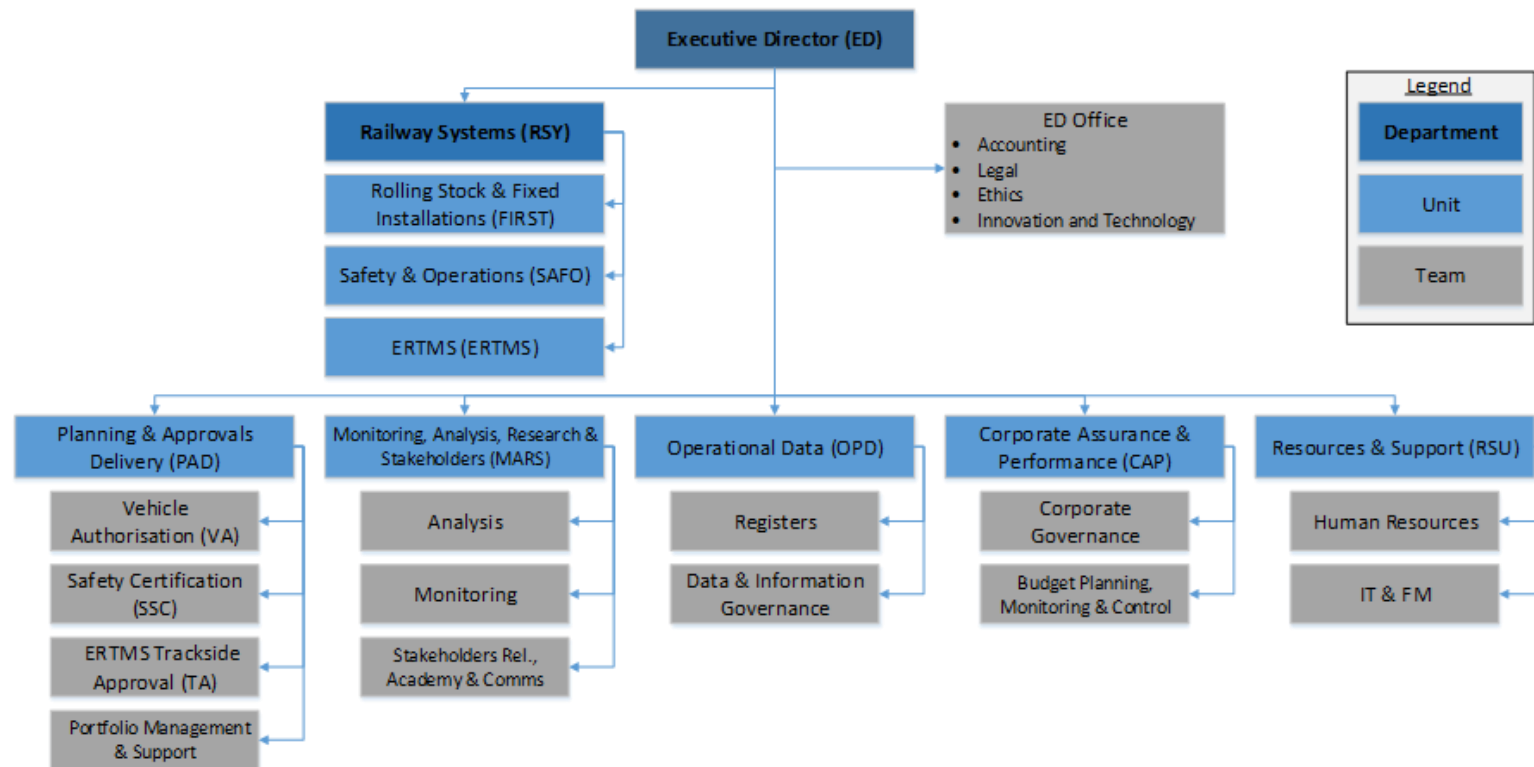 Executive Director (ED)
Railway Systems (RSY)
Rolling Stock & Fixed
Installations (FIRST)
Safety & Operations (SAFO)
ERTMS (ERTMS)
ED Office
• Accounting
• Legal
• Ethics
• Innovation and Technology
Legend
Department
Unit
Team
Planning & Approvals
Delivery (PAD)
Vehicle
Authorisation (VA)
Safety Certification
(SSC)
ERTMS Trackside
Approval (TA)
Portfolio Management
& Support
Monitoring, Analysis, Research &
Stakeholders (MARS)
Analysis
Monitoring
Stakeholders Rel.,
Academy & Comms
Operational Data (OPD)
Registers
Data & Information
Governance
Corporate Assurance &
Performance (CAP)
Corporate
Governance
Budget Planning,
Monitoring & Control
Resources & Support (RSU)
Human Resources
IT & FM